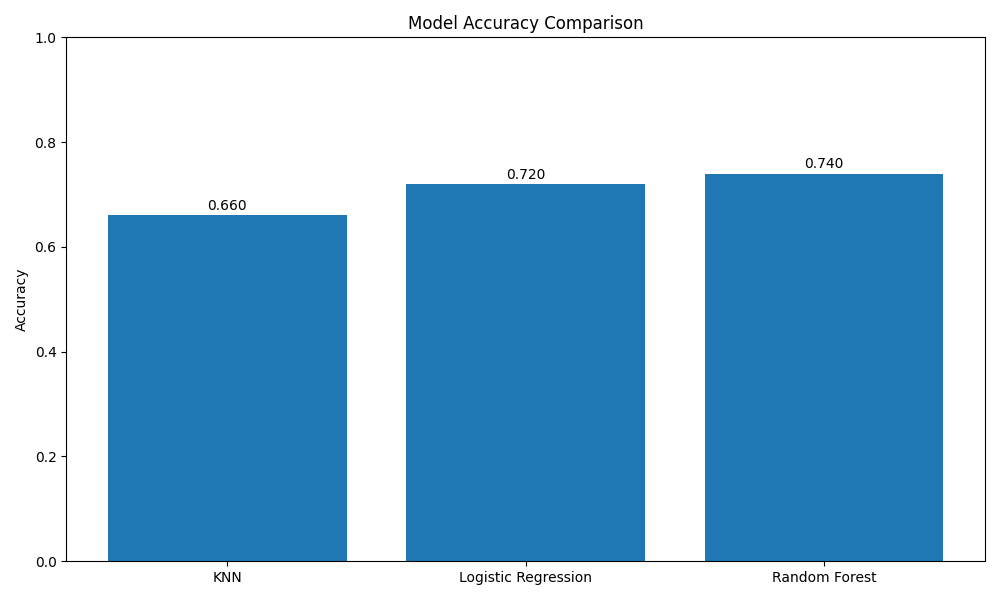 Model Accuracy Comparison
1.0
0.8
0.6
0.4
0.2
0.0
Accuracy
0.660
0.720
0.740
KNN
Logistic Regression
Random Forest